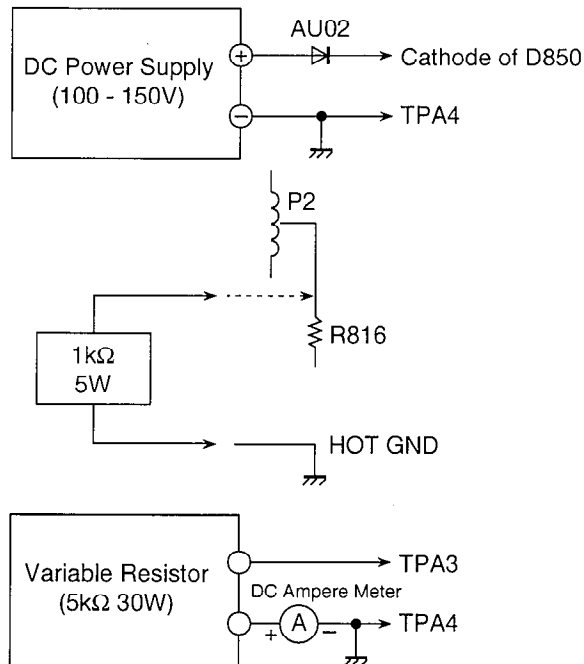 AU02
DC Power Supply
(100 - 150V)
+
Cathode of D850
−
TPA4
P2
1kΩ
5W
R816
HOT GND
Variable Resistor
(5kΩ 30W)
TPA3
DC Ampere Meter
+ A −
TPA4